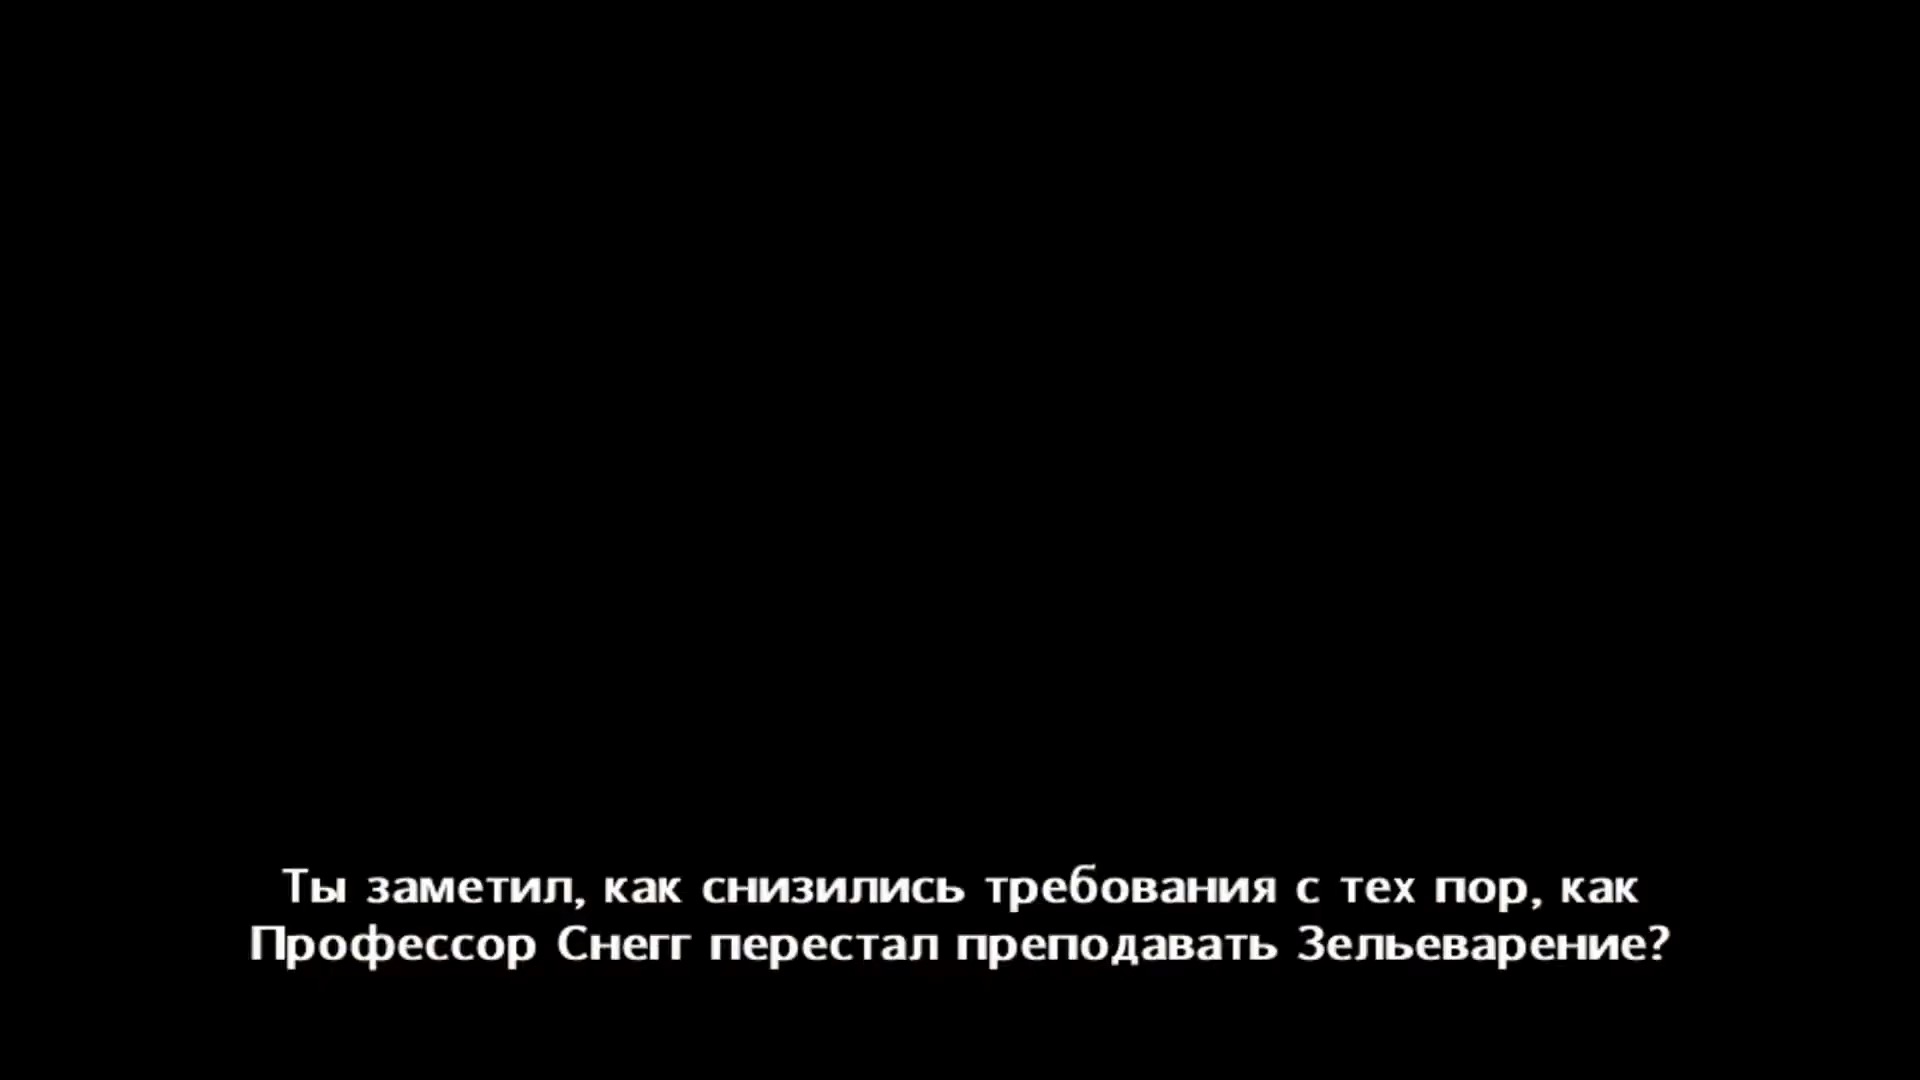 Ты заметил, как снизились требования с тех пор, как
Профессор Снегг перестал преподавать Зельеварение?